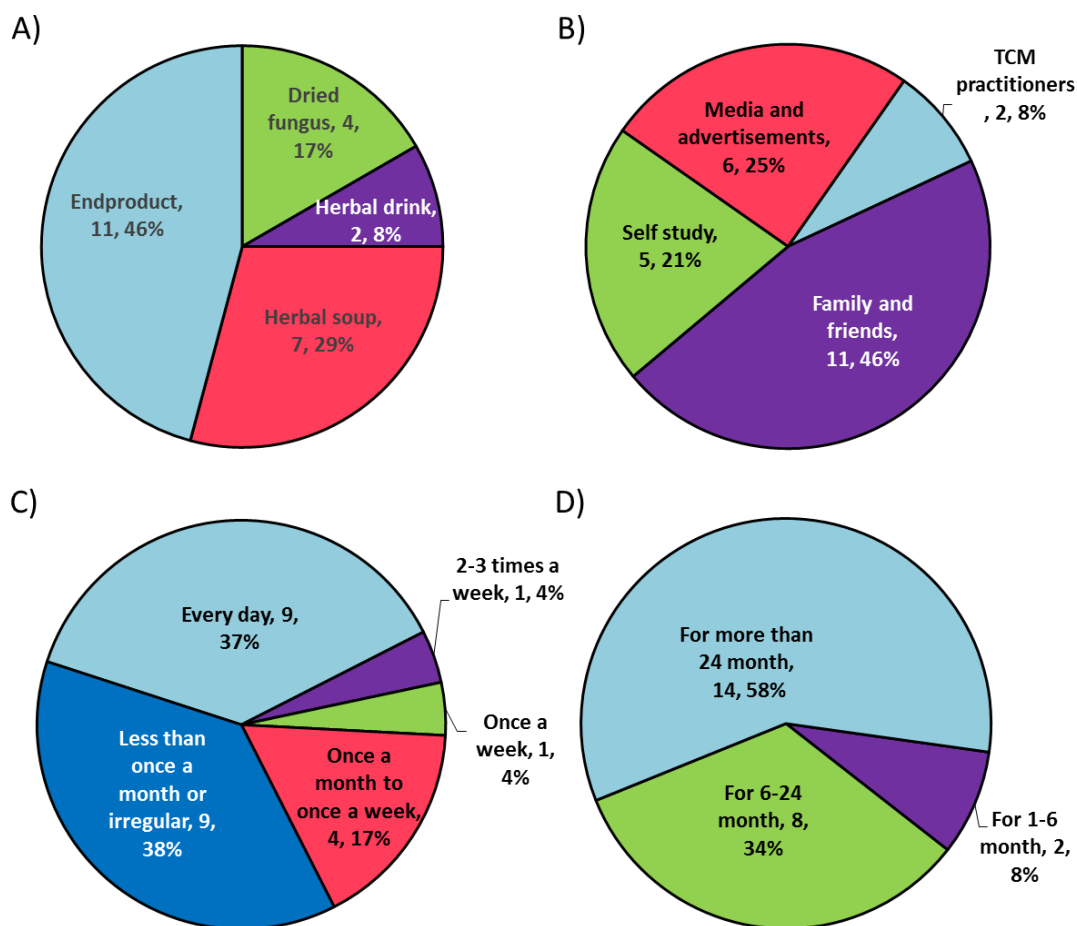 A)
Dried
fungus, 4,
17%
Herbal drink,
2, 8%
Endproduct,
11, 46%
Herbal soup,
7, 29%
B)
TCM
practitioners
, 2, 8%
Media and
advertisements,
6, 25%
Self study,
5, 21%
Family and
friends,
11, 46%
C)
2-3 times a
week, 1, 4%
Every day, 9,
37%
Once a
week, 1,
4%
Less than
once a
month or
irregular, 9,
38%
Once a
month to
once a week,
4, 17%
D)
For more than
24 month,
14, 58%
For 6-24
month, 8,
34%
For 1-6
month, 2,
8%